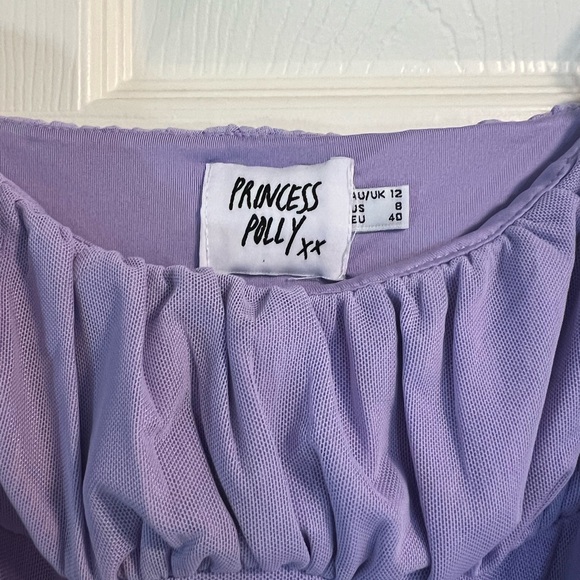 PRINCESS
POLLY xx
AU/UK 12
US 8
EU 40